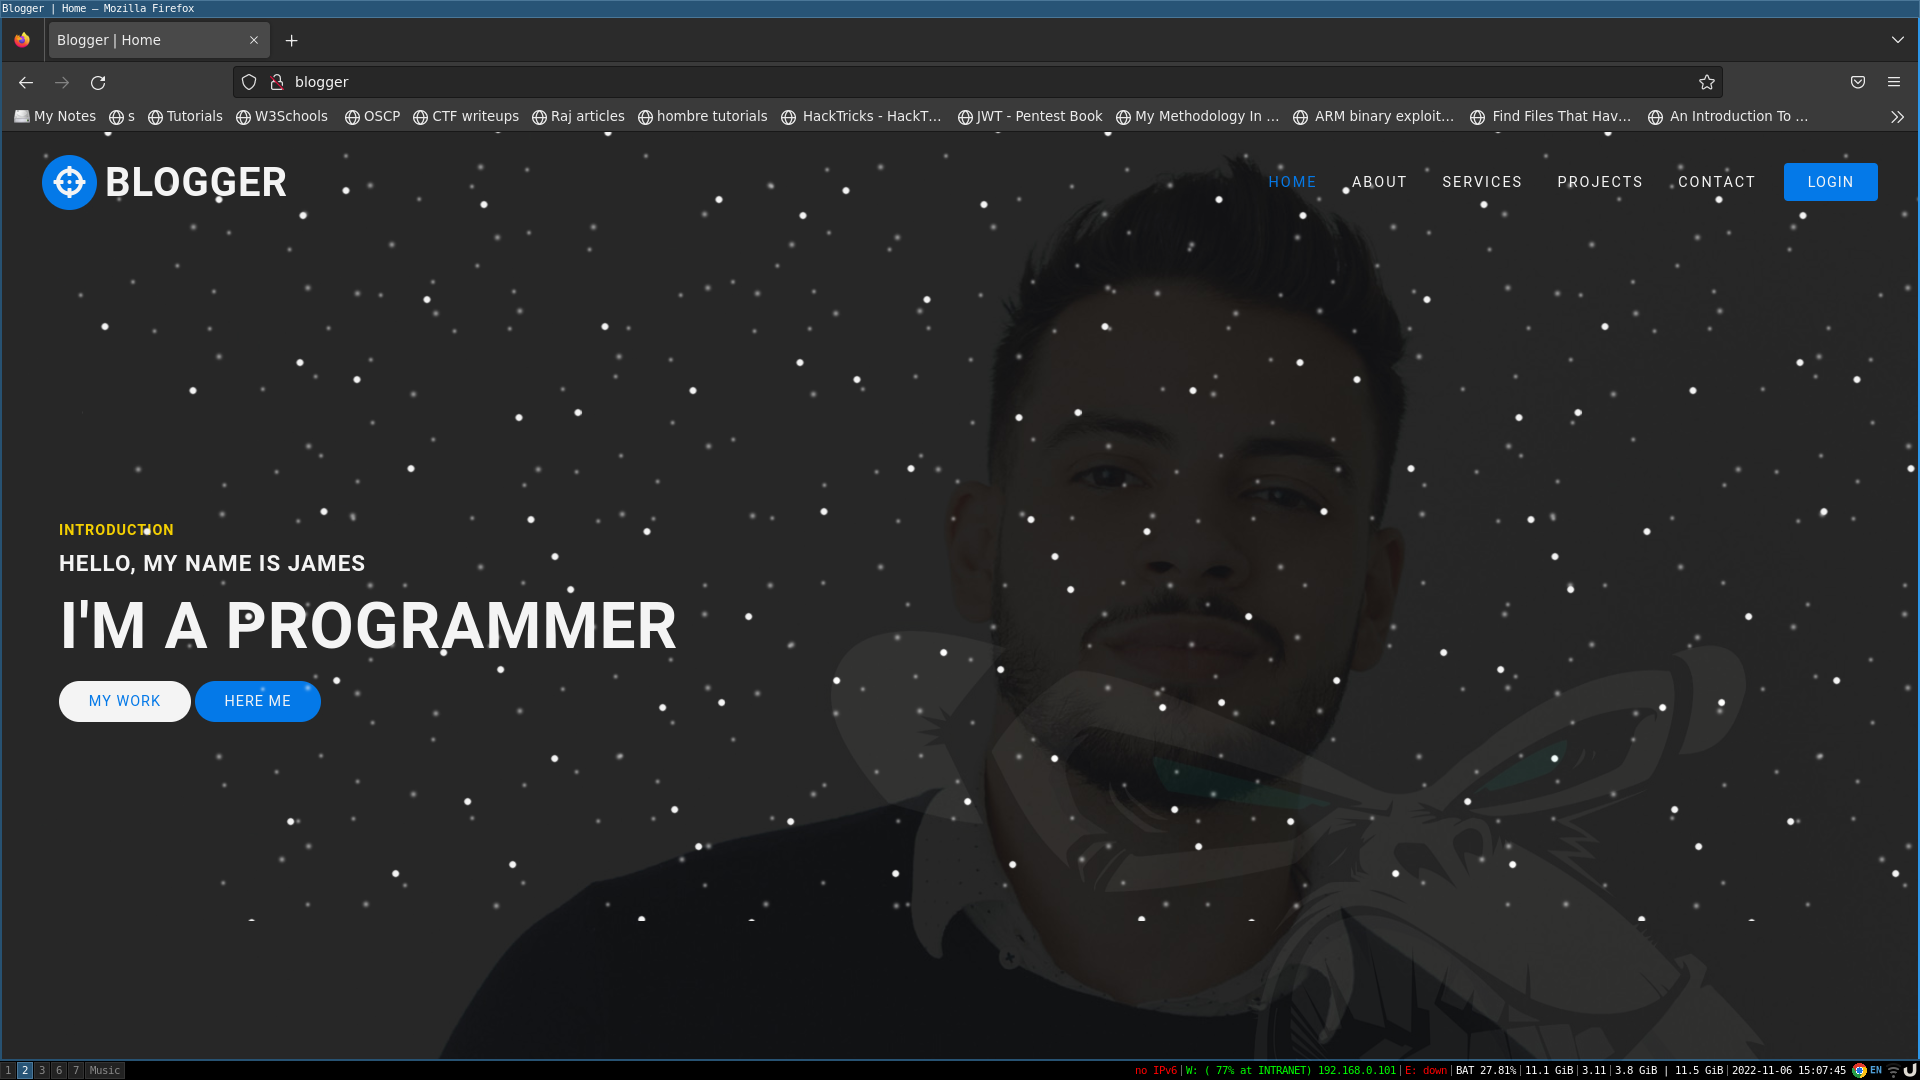 Blogger | Home — Mozilla Firefox
Blogger | Home
blogger
My Notes
s
Tutorials
W3Schools
OSCP
CTF writeups
Raj articles
hombre tutorials
HackTricks - HackT…
JWT - Pentest Book
My Methodology In …
ARM binary exploit…
Find Files That Hav…
An Introduction To …
BLOGGER
HOME
ABOUT
SERVICES
PROJECTS
CONTACT
LOGIN
INTRODUCTION
HELLO, MY NAME IS JAMES
I'M A PROGRAMMER
MY WORK
HERE ME
1 2 3 6 7 Music
no IPv6|W: ( 77% at INTRANET) 192.168.0.101|E: down|BAT 27.81%|11.1 GiB|3.11|3.8 GiB | 11.5 GiB|2022-11-06 15:07:45 EN